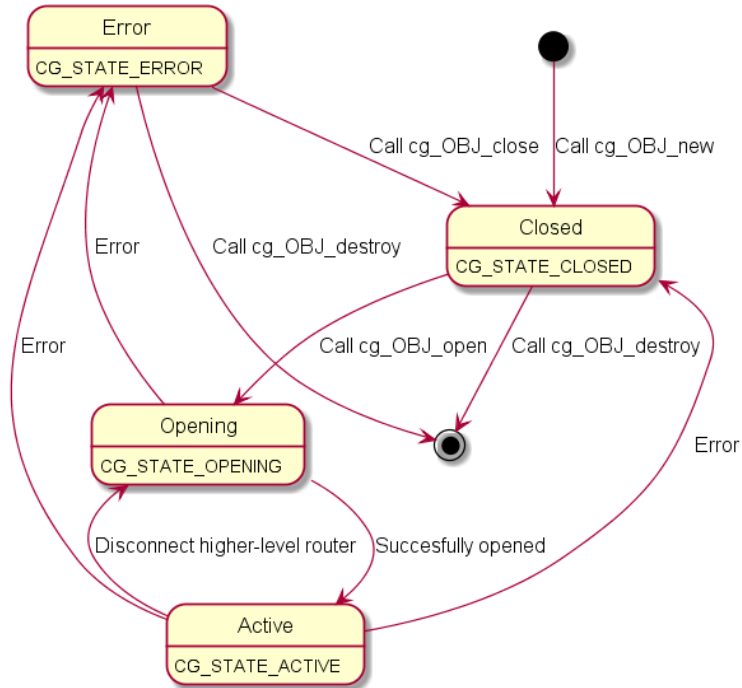 Error
CG_STATE_ERROR
Call cg_OBJ_close
Call cg_OBJ_new
Closed
CG_STATE_CLOSED
Error
Call cg_OBJ_destroy
Error
Call cg_OBJ_open
Call cg_OBJ_destroy
Opening
CG_STATE_OPENING
Error
Disconnect higher-level router
Succesfully opened
Active
CG_STATE_ACTIVE